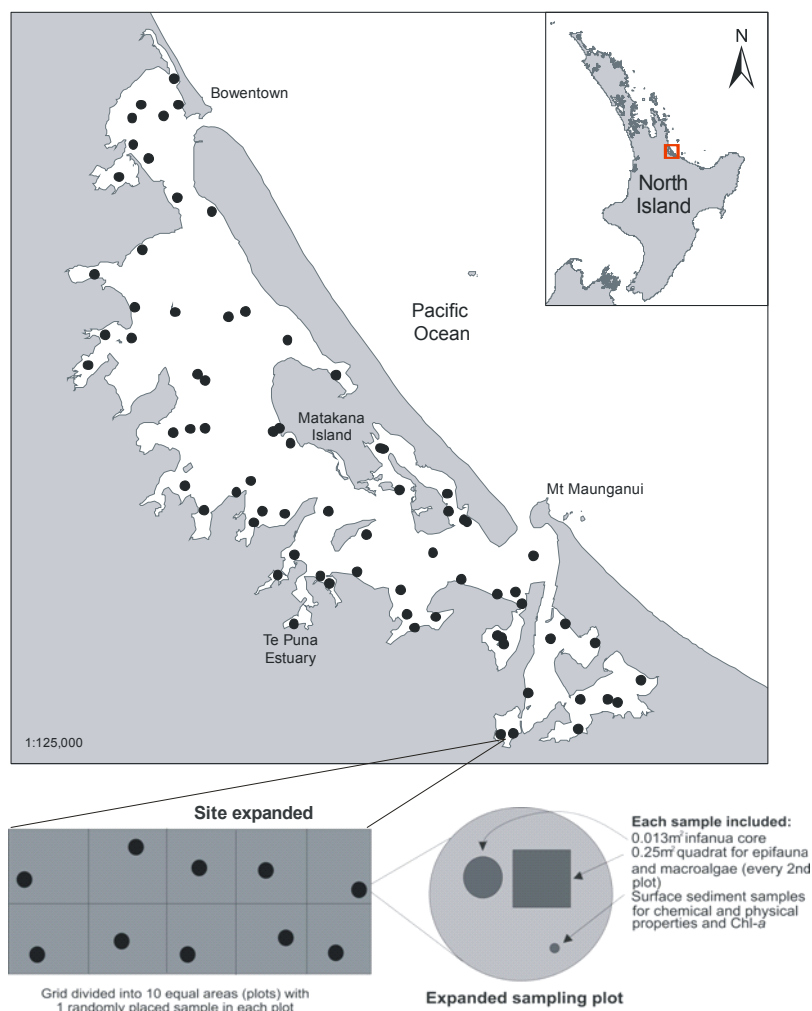 N
Bowentown
North
Island
Pacific
Ocean
Matakana
Island
Mt Maunganui
Te Puna
Estuary
1:125,000
Site expanded
Each sample included:
0.013m² infanua core
0.25m² quadrat for epifauna
and macroalgae (every 2nd
plot)
Surface sediment samples
for chemical and physical
properties and Chl-a
Grid divided into 10 equal areas (plots) with
1 randomly placed sample in each plot
Expanded sampling plot